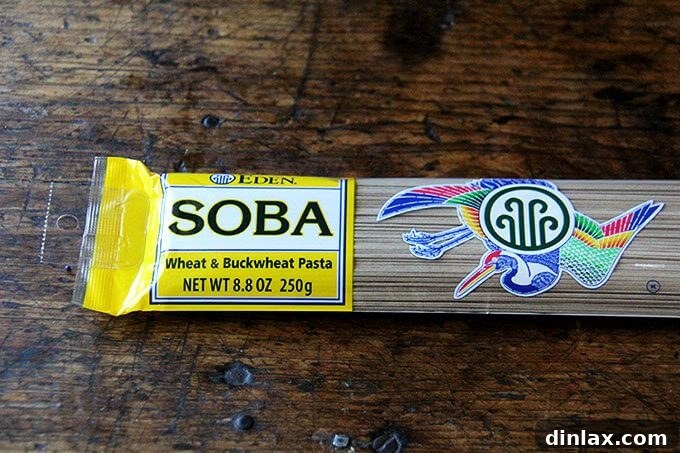 EDEN
SOBA
Wheat & Buckwheat Pasta
NET WT 8.8 OZ 250g
dinlax.com